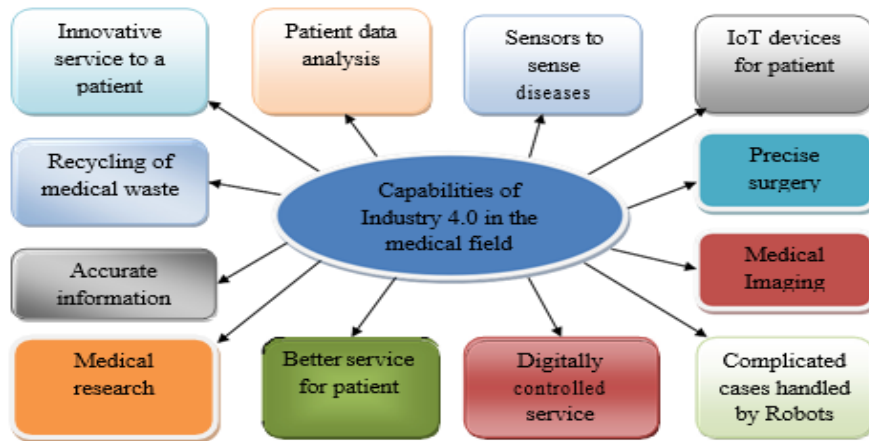 Innovative
service to a
patient
Patient data
analysis
Sensors to
sense
diseases
IoT devices
for patient
Recycling of
medical waste
Capabilities of
Industry 4.0 in the
medical field
Precise
surgery
Accurate
information
Medical
Imaging
Medical
research
Better service
for patient
Digitally
controlled
service
Complicated
cases handled
by Robots